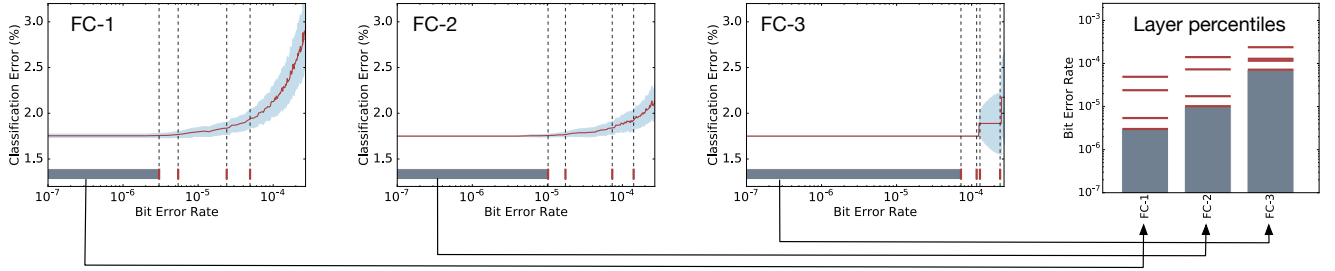 FC-1
Classification Error (%)
3.0
2.5
2.0
1.5
10⁻⁷
10⁻⁶
10⁻⁵
10⁻⁴
Bit Error Rate
FC-2
Classification Error (%)
3.0
2.5
2.0
1.5
10⁻⁷
10⁻⁶
10⁻⁵
10⁻⁴
Bit Error Rate
FC-3
Classification Error (%)
3.0
2.5
2.0
1.5
10⁻⁷
10⁻⁶
10⁻⁵
10⁻⁴
Bit Error Rate
Layer percentiles
Bit Error Rate
10⁻³
10⁻⁴
10⁻⁵
10⁻⁶
10⁻⁷
FC-1
FC-2
FC-3